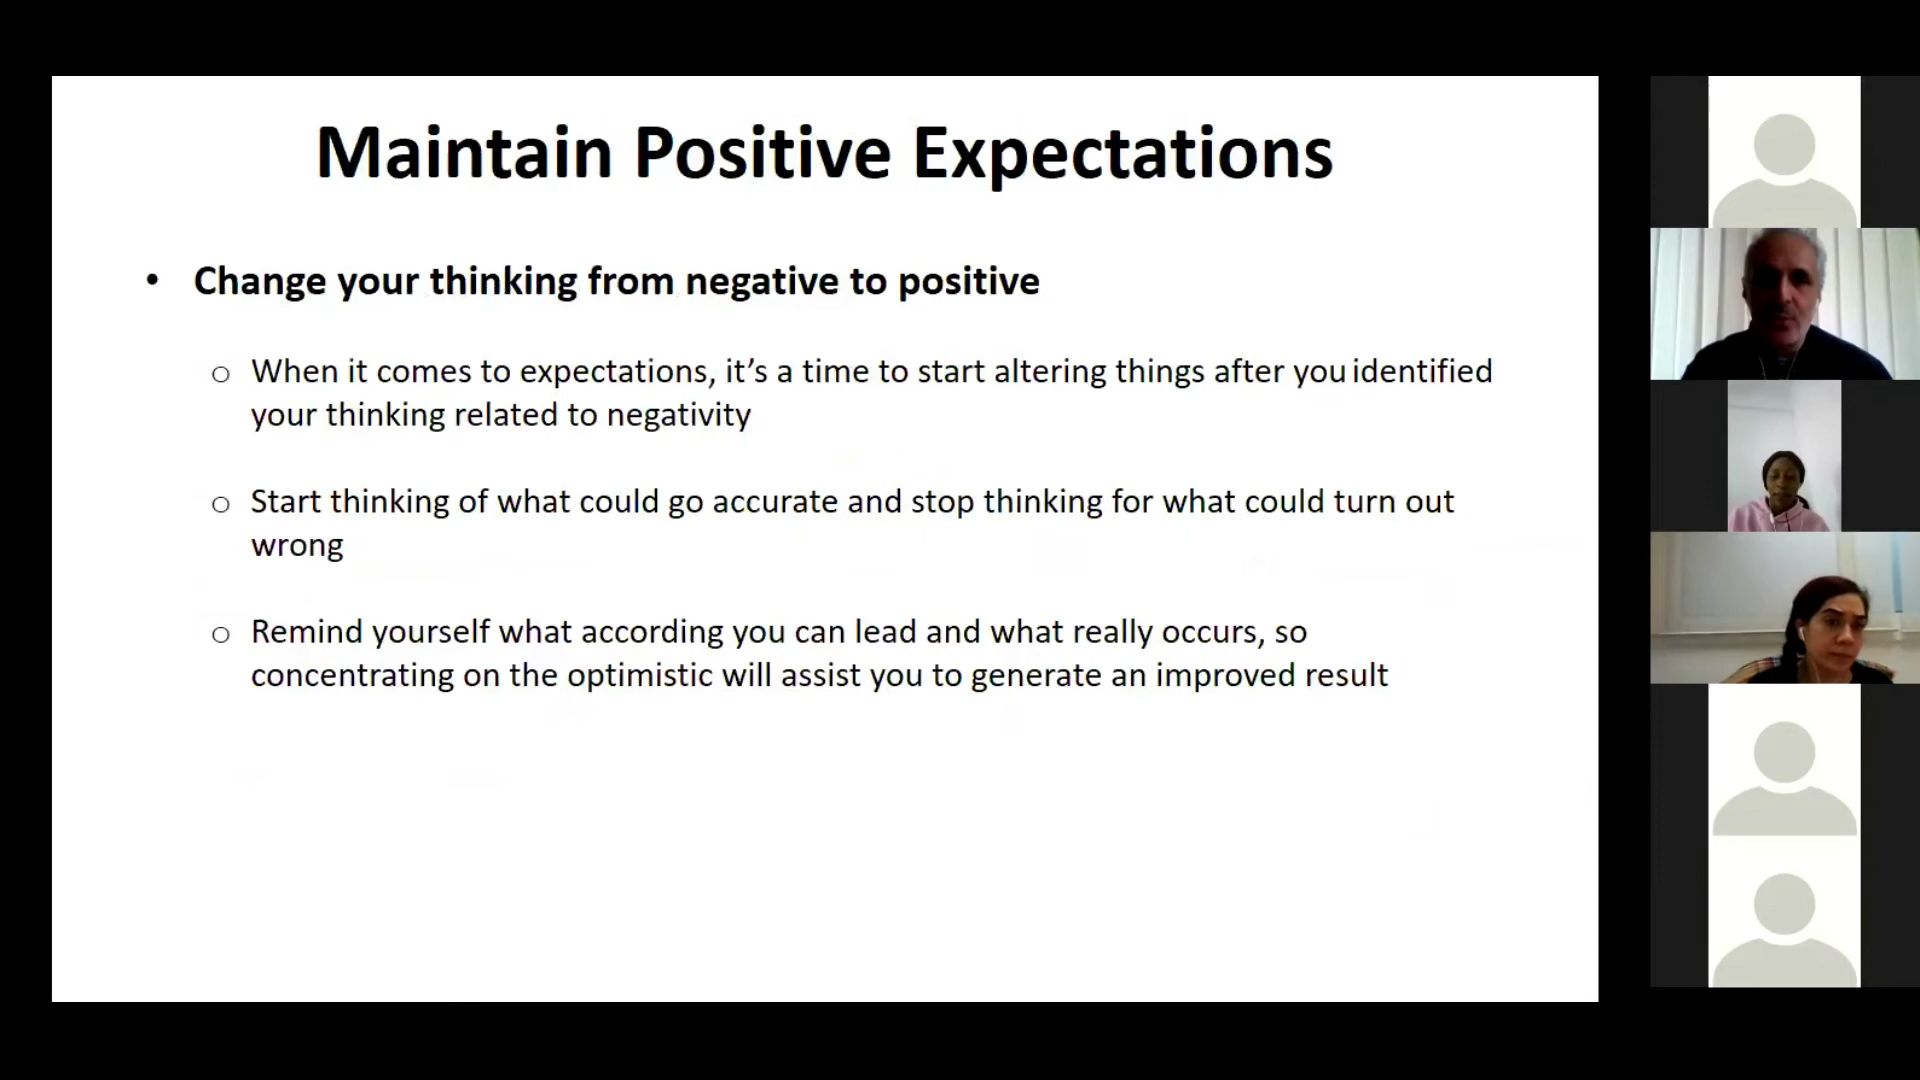 Maintain Positive Expectations
• Change your thinking from negative to positive
o When it comes to expectations, it’s a time to start altering things after you identified
your thinking related to negativity
o Start thinking of what could go accurate and stop thinking for what could turn out
wrong
o Remind yourself what according you can lead and what really occurs, so
concentrating on the optimistic will assist you to generate an improved result